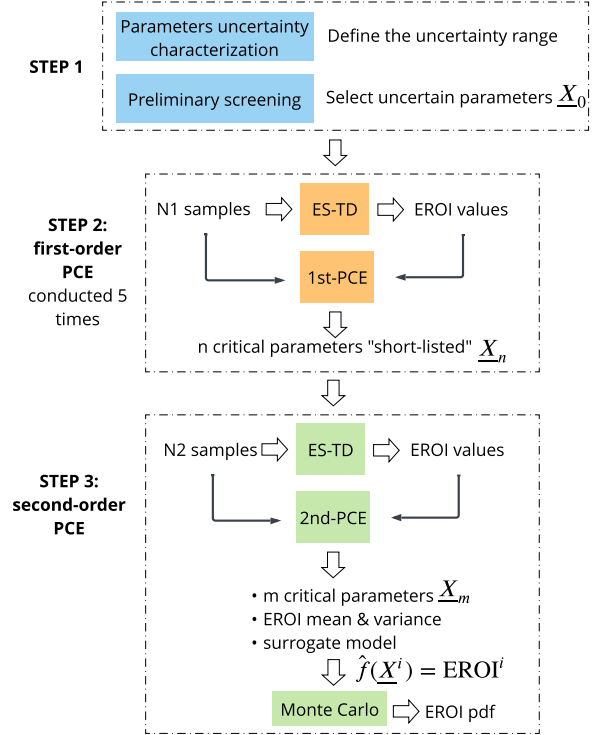 Parameters uncertainty
characterization
Define the uncertainty range
STEP 1
Preliminary screening
Select uncertain parameters X_0
N1 samples
ES-TD
EROI values
STEP 2:
first-order
PCE
conducted 5
times
1st-PCE
n critical parameters "short-listed" X_n
N2 samples
ES-TD
EROI values
STEP 3:
second-order
PCE
2nd-PCE
• m critical parameters X_m
• EROI mean & variance
• surrogate model
f̂(X^i) = EROI^i
Monte Carlo
EROI pdf